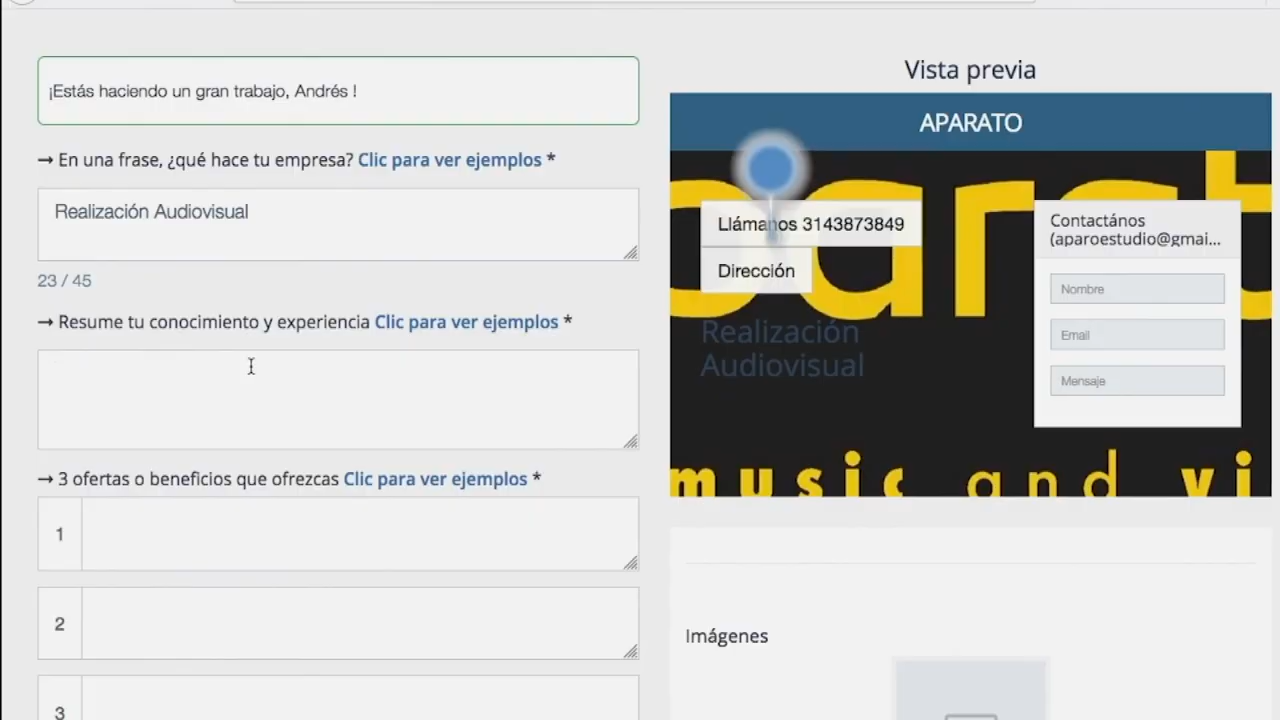 ¡Estás haciendo un gran trabajo, Andrés !
→ En una frase, ¿qué hace tu empresa? Clic para ver ejemplos *
Realización Audiovisual
23 / 45
→ Resume tu conocimiento y experiencia Clic para ver ejemplos *
→ 3 ofertas o beneficios que ofrezcas Clic para ver ejemplos *
1
2
3
Vista previa
APARATO
Llámanos 3143873849
Dirección
Realización
Audiovisual
Contactános
(aparoestudio@gmai...
Nombre
Email
Mensaje
music and vi
Imágenes